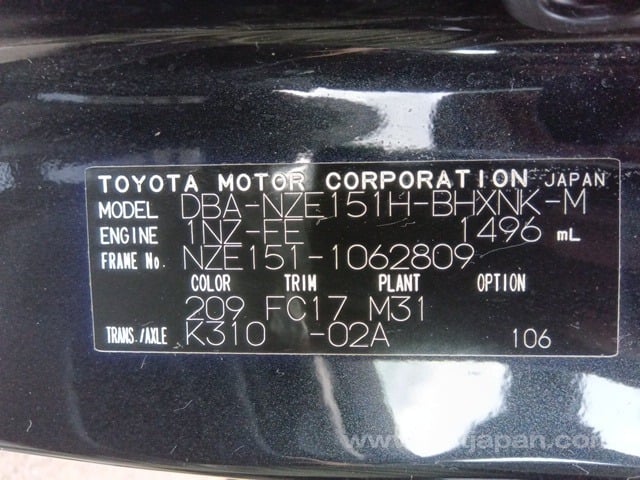 TOYOTA MOTOR CORPORATION JAPAN
MODEL DBA-NZE151H-BHXNK-M
ENGINE 1NZ-FE 1496 mL
FRAME No. NZE151-1062809
COLOR TRIM PLANT OPTION
209 FC17 M31
TRANS./AXLE K310 -02A 106